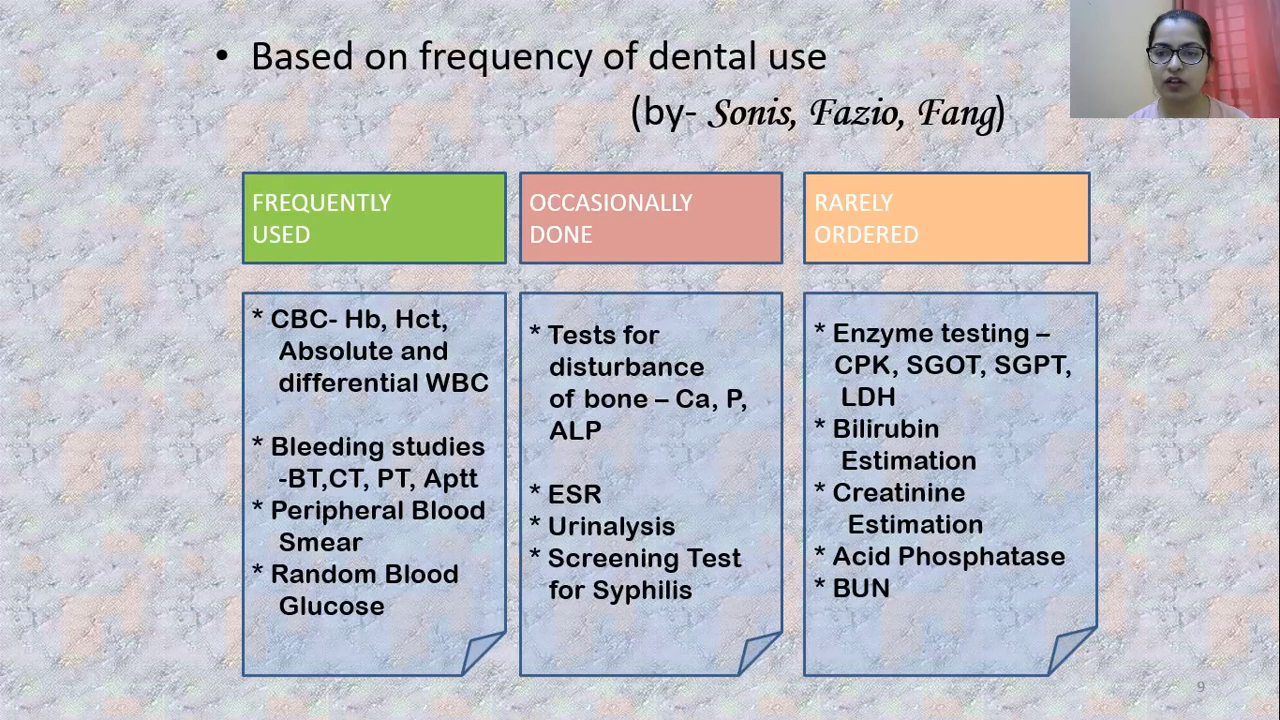 • Based on frequency of dental use
(by- Sonis, Fazio, Fang)
FREQUENTLY
USED
* CBC- Hb, Hct,
Absolute and
differential WBC
* Bleeding studies
-BT,CT, PT, Aptt
* Peripheral Blood
Smear
* Random Blood
Glucose
OCCASIONALLY
DONE
* Tests for
disturbance
of bone – Ca, P,
ALP
* ESR
* Urinalysis
* Screening Test
for Syphilis
RARELY
ORDERED
* Enzyme testing –
CPK, SGOT, SGPT,
LDH
* Bilirubin
Estimation
* Creatinine
Estimation
* Acid Phosphatase
* BUN
9